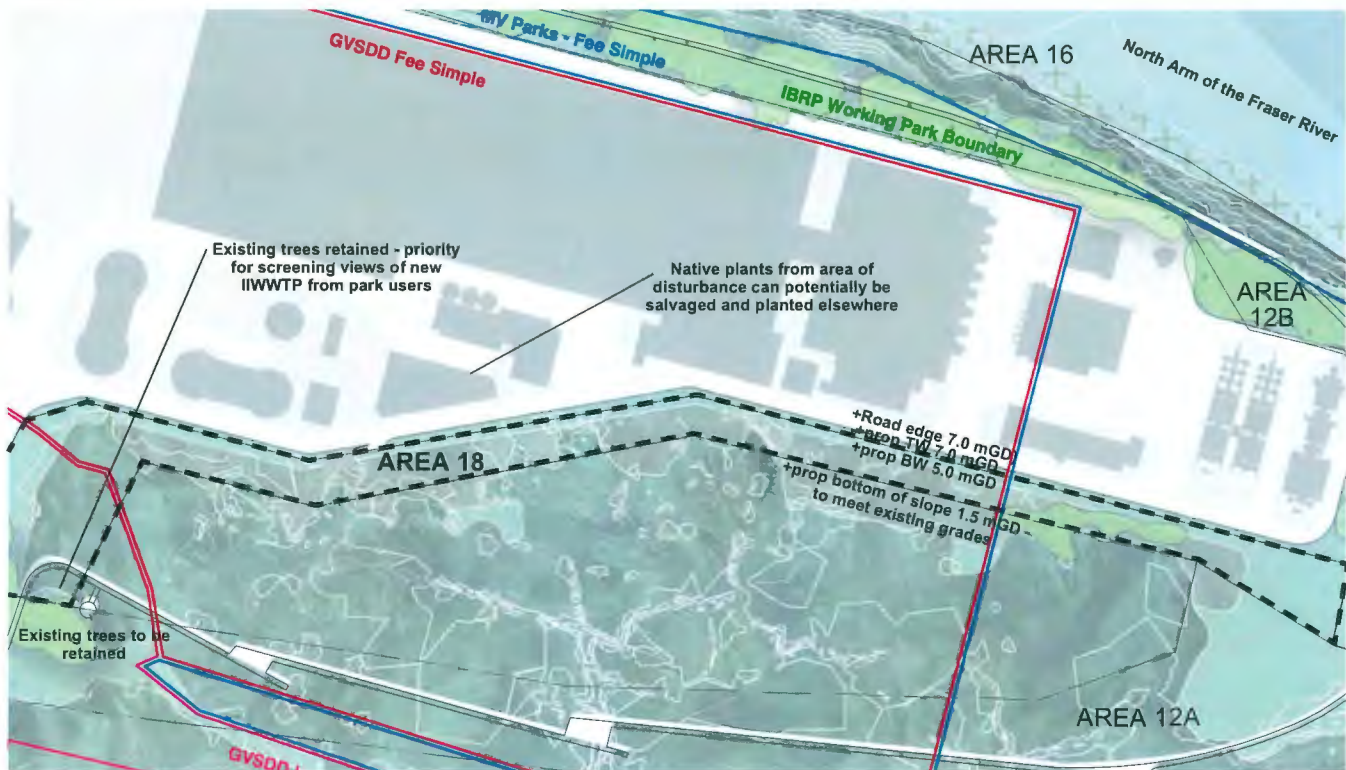 MV Parks - Fee Simple
GVSDD Fee Simple
AREA 16
North Arm of the Fraser River
IBRP Working Park Boundary
Existing trees retained - priority
for screening views of new
IIWWTP from park users
Native plants from area of
disturbance can potentially be
salvaged and planted elsewhere
AREA
12B
+Road edge 7.0 mGD
+prop TW 7.0 mGD
+prop BW 5.0 mGD
AREA 18
+prop bottom of slope 1.5 mGD -
to meet existing grades
Existing trees to be
retained
AREA 12A
GVSDD